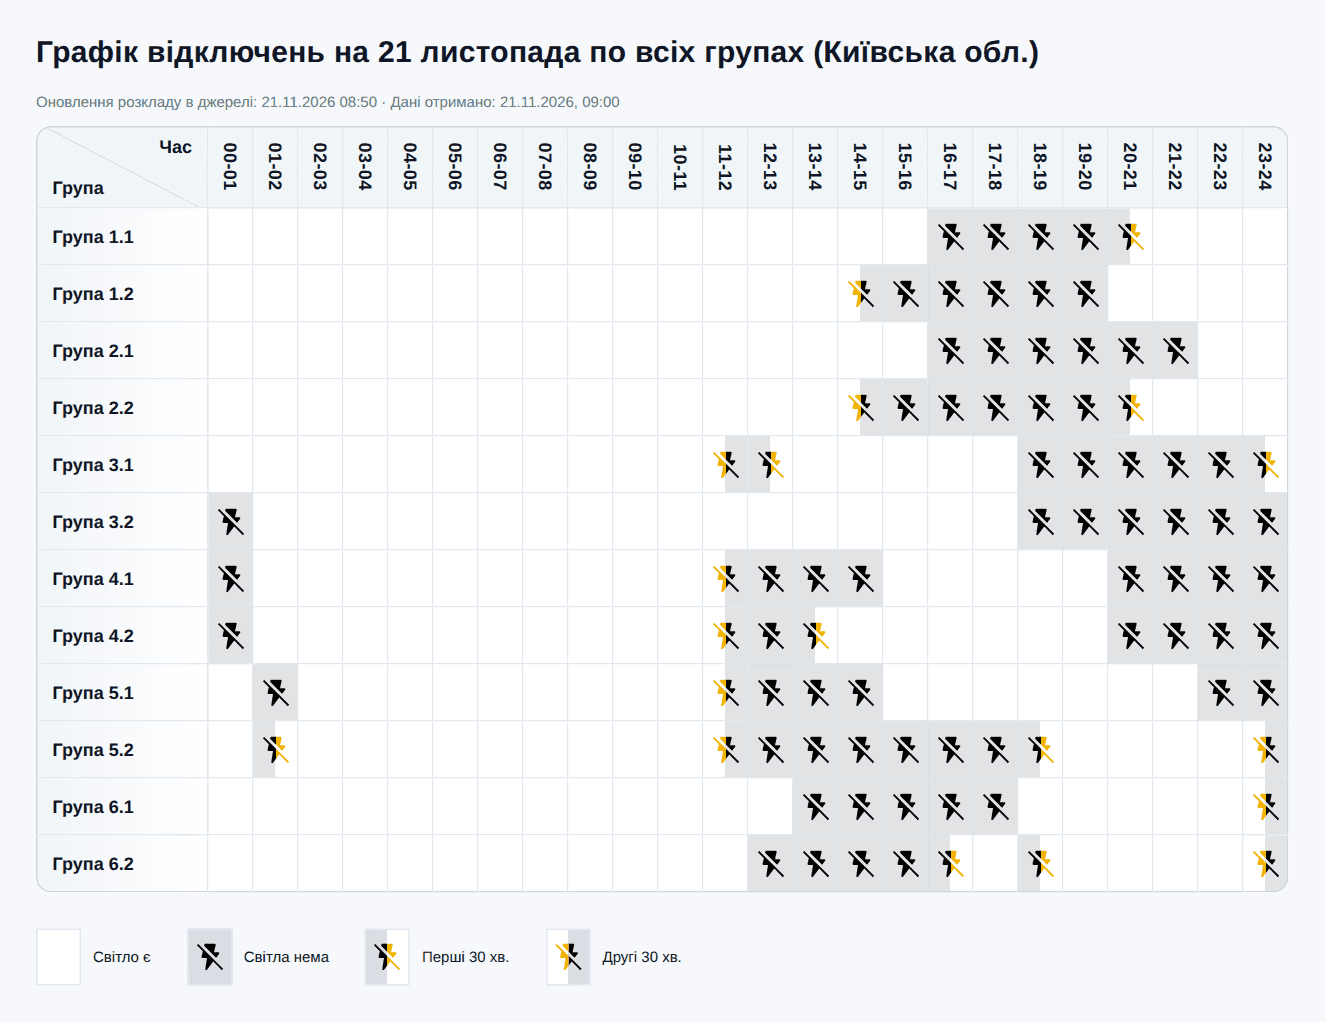 Графік відключень на 21 листопада по всіх групах (Київська обл.)
Оновлення розкладу в джерелі: 21.11.2026 08:50 · Дані отримано: 21.11.2026, 09:00
Час
Група
00-01
01-02
02-03
03-04
04-05
05-06
06-07
07-08
08-09
09-10
10-11
11-12
12-13
13-14
14-15
15-16
16-17
17-18
18-19
19-20
20-21
21-22
22-23
23-24
Група 1.1
Група 1.2
Група 2.1
Група 2.2
Група 3.1
Група 3.2
Група 4.1
Група 4.2
Група 5.1
Група 5.2
Група 6.1
Група 6.2
Світло є
Світла нема
Перші 30 хв.
Другі 30 хв.